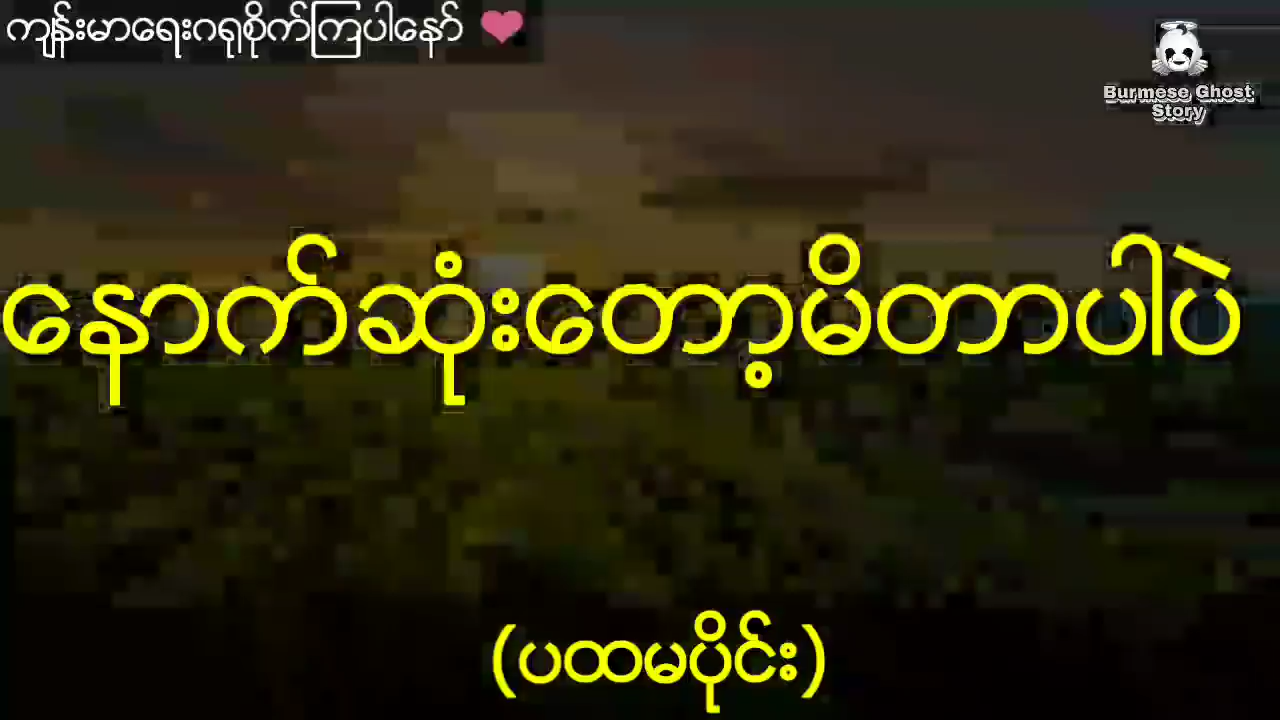 ကျန်းမာရေးဂရုစိုက်ကြပါနော် ❤
Burmese Ghost
Story
နောက်ဆုံးတော့မိတာပါပဲ
(ပထမပိုင်း)